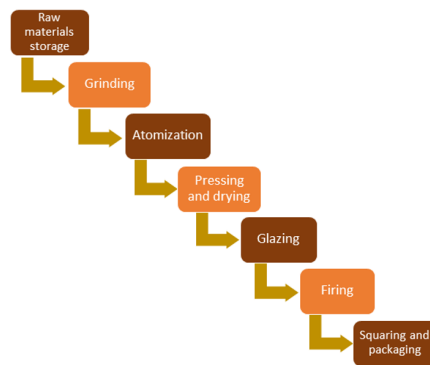 Raw
materials
storage
Grinding
Atomization
Pressing
and drying
Glazing
Firing
Squaring and
packaging